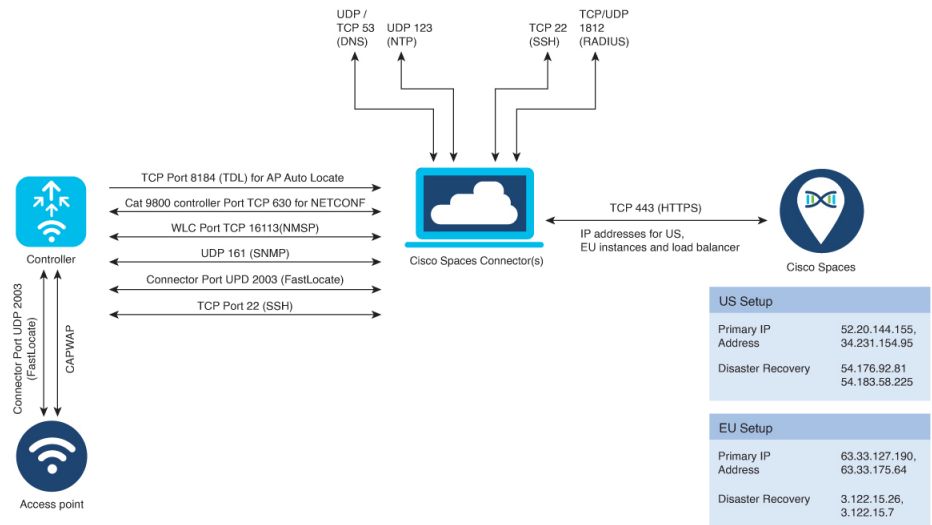 UDP /
TCP 53
(DNS)
UDP 123
(NTP)
TCP 22
(SSH)
TCP/UDP
1812
(RADIUS)
TCP Port 8184 (TDL) for AP Auto Locate
Cat 9800 controller Port TCP 630 for NETCONF
WLC Port TCP 16113(NMSP)
UDP 161 (SNMP)
Connector Port UPD 2003 (FastLocate)
TCP Port 22 (SSH)
Controller
Cisco Spaces Connector(s)
TCP 443 (HTTPS)
IP addresses for US,
EU instances and load balancer
Cisco Spaces
Connector Port UDP 2003
(FastLocate)
CAPWAP
Access point
US Setup
Primary IP
Address
52.20.144.155,
34.231.154.95
Disaster Recovery
54.176.92.81
54.183.58.225
EU Setup
Primary IP
Address
63.33.127.190,
63.33.175.64
Disaster Recovery
3.122.15.26,
3.122.15.7